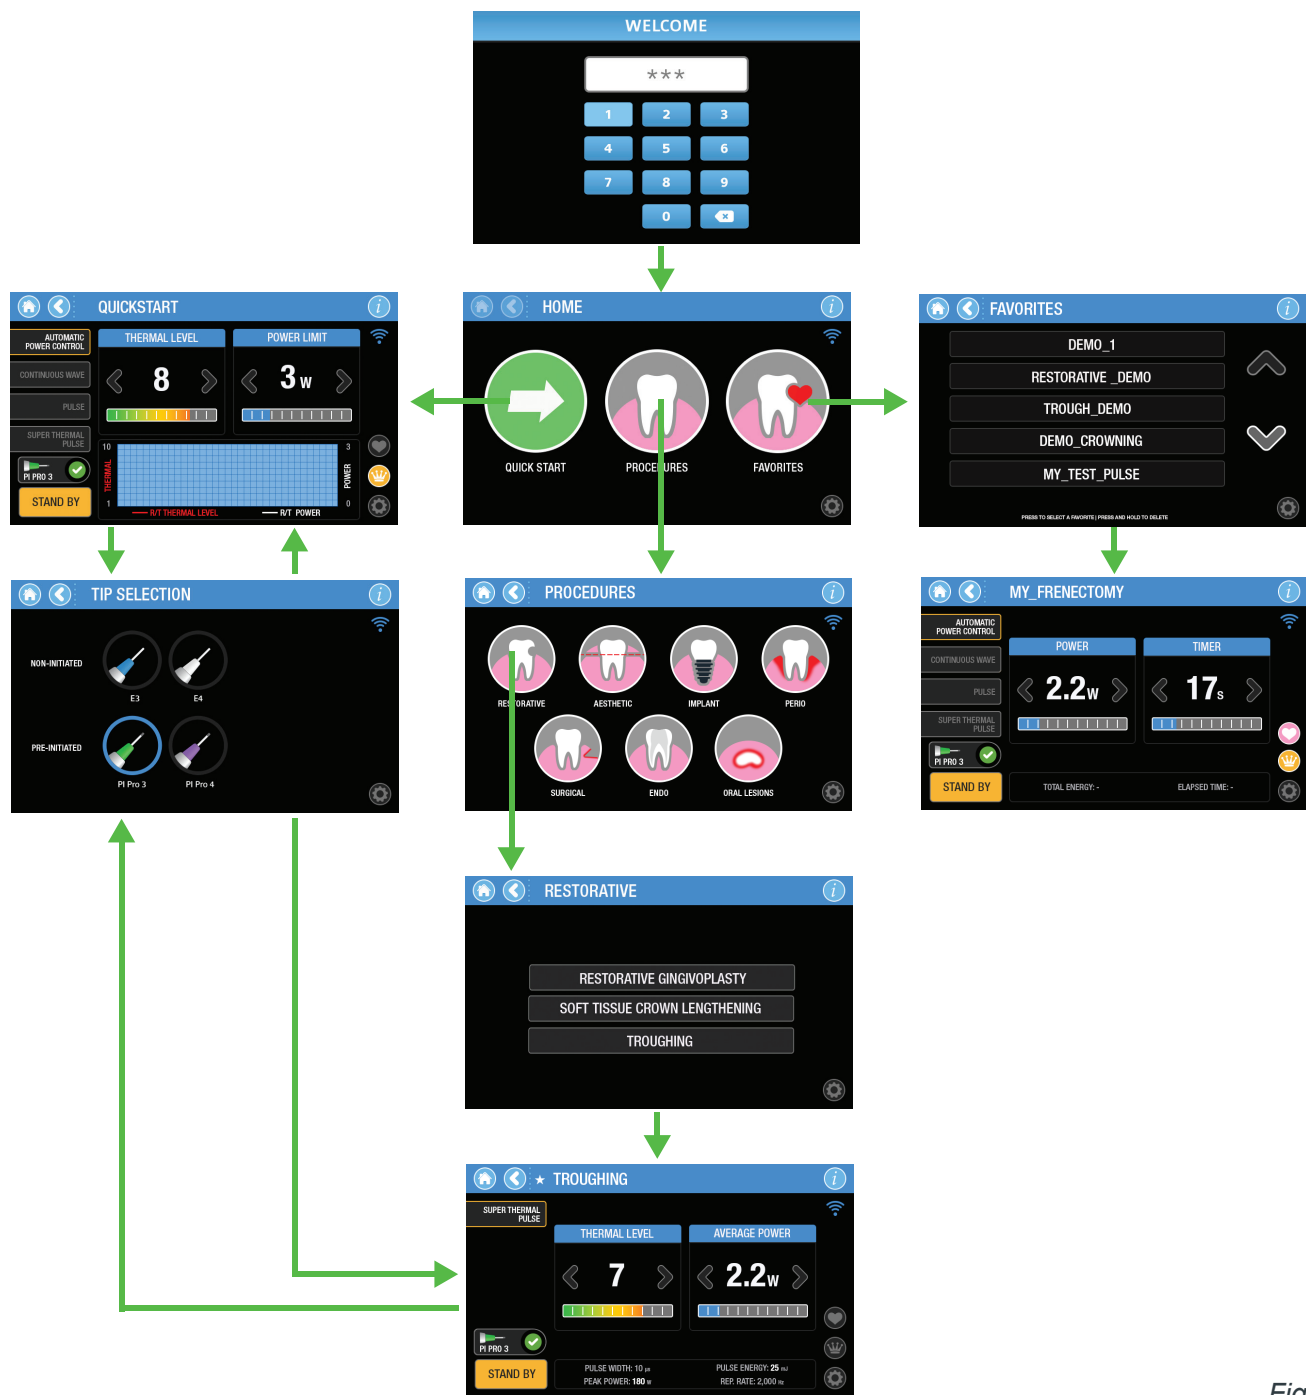 WELCOME
***
1 2 3
4 5 6
7 8 9
0
QUICKSTART
i
AUTOMATIC
POWER CONTROL
CONTINUOUS WAVE
PULSE
SUPER THERMAL
PULSE
PI PRO 3
STAND BY
THERMAL LEVEL
8
POWER LIMIT
3 W
10
THERMAL
1
3
POWER
0
R/T THERMAL LEVEL
R/T POWER
HOME
i
QUICK START
PROCEDURES
FAVORITES
FAVORITES
i
DEMO_1
RESTORATIVE _DEMO
TROUGH_DEMO
DEMO_CROWNING
MY_TEST_PULSE
PRESS TO SELECT A FAVORITE | PRESS AND HOLD TO DELETE
TIP SELECTION
i
NON-INITIATED
E3
E4
PRE-INITIATED
PI Pro 3
PI Pro 4
PROCEDURES
i
RESTORATIVE
AESTHETIC
IMPLANT
PERIO
SURGICAL
ENDO
ORAL LESIONS
MY_FRENECTOMY
i
AUTOMATIC
POWER CONTROL
CONTINUOUS WAVE
PULSE
SUPER THERMAL
PULSE
PI PRO 3
STAND BY
POWER
2.2W
TIMER
17s
TOTAL ENERGY: -
ELAPSED TIME: -
RESTORATIVE
i
RESTORATIVE GINGIVOPLASTY
SOFT TISSUE CROWN LENGTHENING
TROUGHING
★ TROUGHING
i
SUPER THERMAL
PULSE
THERMAL LEVEL
7
AVERAGE POWER
2.2W
PI PRO 3
STAND BY
PULSE WIDTH: 10 µs
PEAK POWER: 180 W
PULSE ENERGY: 25 mJ
REP. RATE: 2,000 Hz
Fig